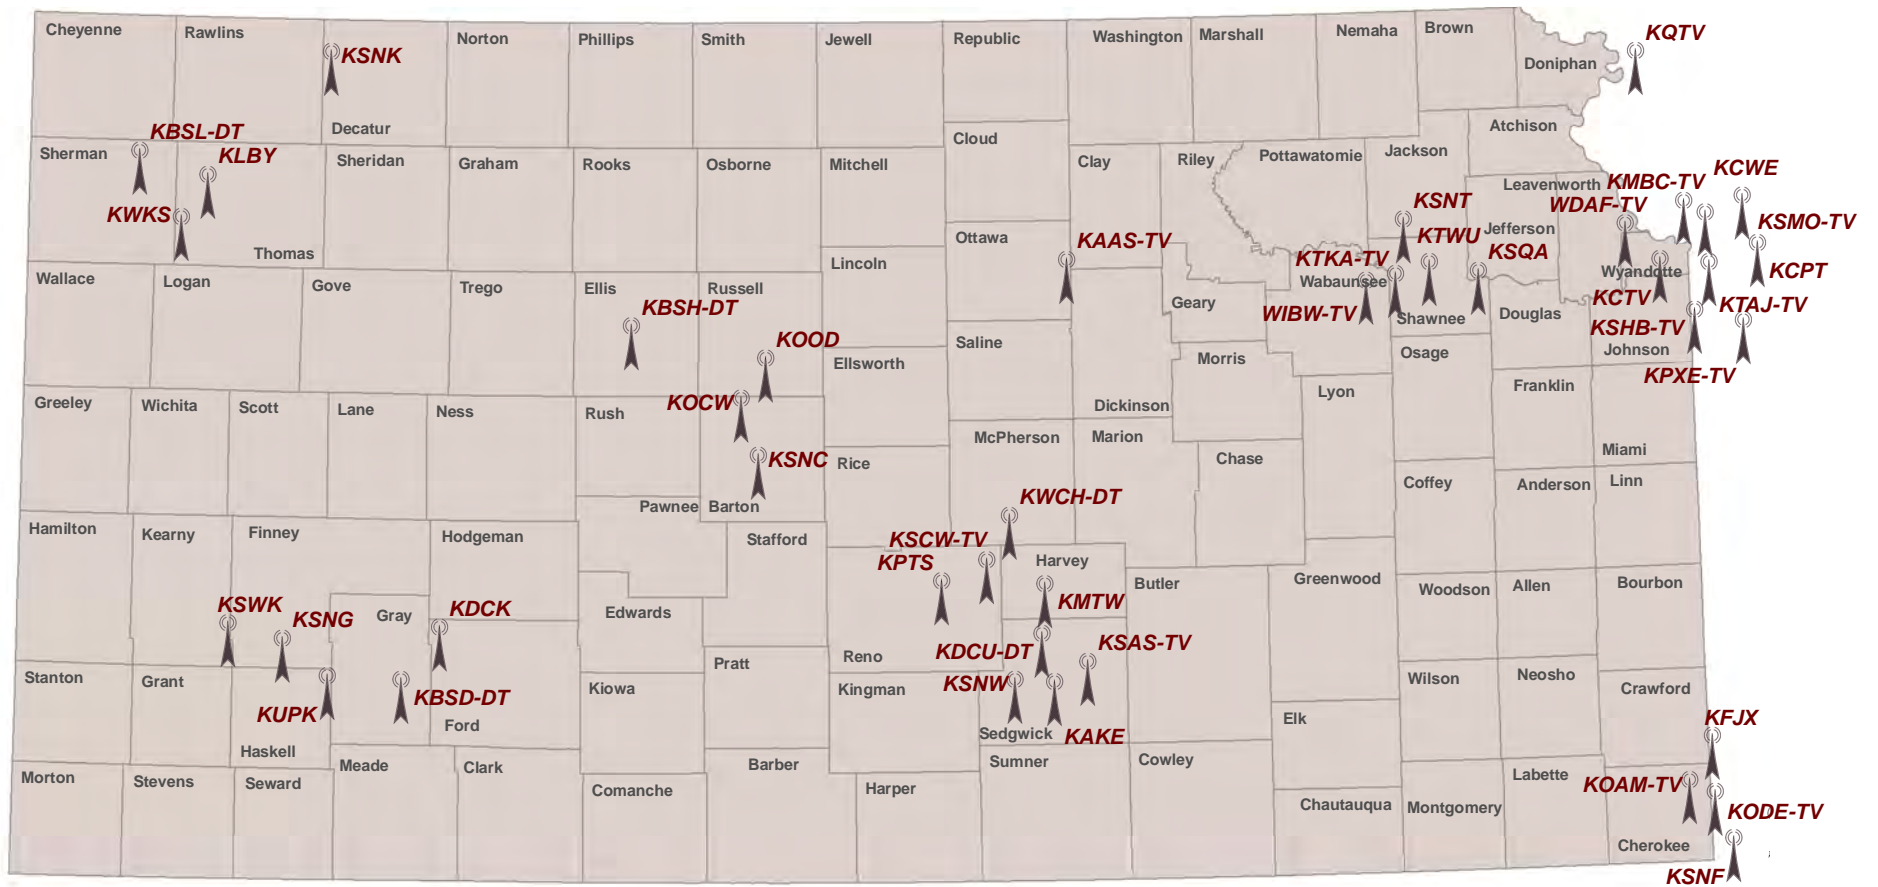 Cheyenne
Rawlins
KSNK
Norton
Phillips
Smith
Jewell
Republic
Washington
Marshall
Nemaha
Brown
Doniphan
KQTV
Decatur
KBSL-DT
Sherman
KLBY
KWKS
Thomas
Sheridan
Graham
Rooks
Osborne
Mitchell
Cloud
Clay
Riley
Pottawatomie
Jackson
Atchison
Leavenworth
KMBC-TV
KCWE
WDAF-TV
KSMO-TV
KSNT
Jefferson
KTWU
KSQA
KTKA-TV
Wabaunsee
Wyandotte
KCPT
KCTV
KTAJ-TV
Wallace
Logan
Gove
Trego
Ellis
Russell
Lincoln
Ottawa
KAAS-TV
KBSH-DT
KOOD
Geary
WIBW-TV
Shawnee
Douglas
KSHB-TV
Johnson
KPXE-TV
Ellsworth
Saline
Morris
Osage
Greeley
Wichita
Scott
Lane
Ness
Rush
KOCW
Dickinson
Lyon
Franklin
Miami
KSNC
Rice
McPherson
Marion
Chase
Coffey
Anderson
Linn
Pawnee
Barton
KWCH-DT
Hamilton
Kearny
Finney
Hodgeman
Stafford
KSCW-TV
KPTS
Harvey
Butler
Greenwood
Woodson
Allen
Bourbon
KSWK
KSNG
Gray
KDCK
Edwards
KMTW
KSAS-TV
KDCU-DT
Reno
Pratt
Stanton
Grant
KUPK
KBSD-DT
Ford
Kiowa
Kingman
KSNW
Sedgwick
KAKE
Wilson
Neosho
Crawford
KFJX
Haskell
Elk
Morton
Stevens
Seward
Meade
Clark
Comanche
Barber
Harper
Sumner
Cowley
Chautauqua
Montgomery
Labette
KOAM-TV
KODE-TV
Cherokee
KSNF